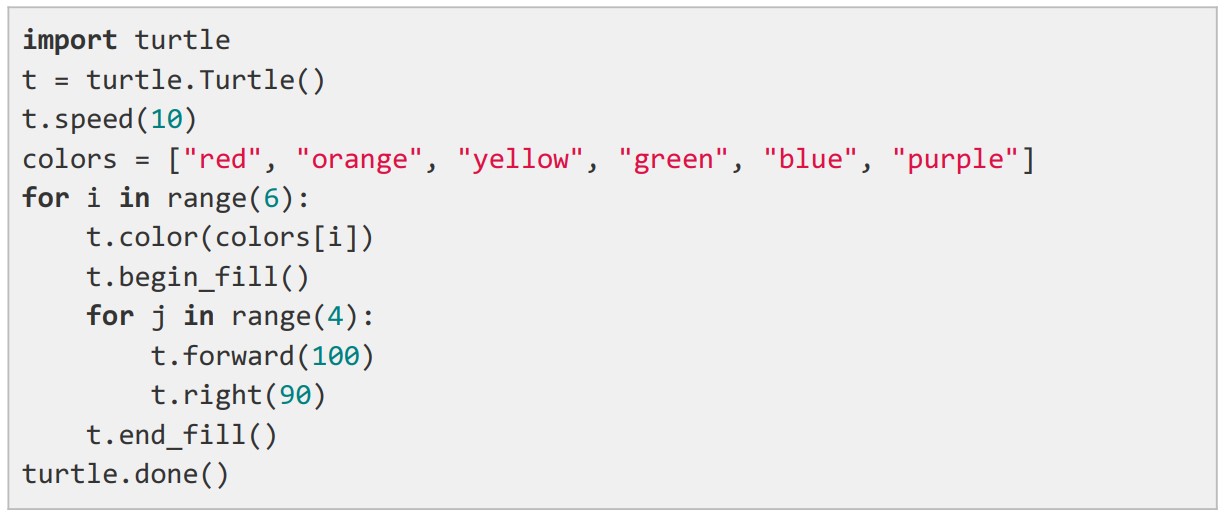 import turtle
t = turtle.Turtle()
t.speed(10)
colors = ["red", "orange", "yellow", "green", "blue", "purple"]
for i in range(6):
    t.color(colors[i])
    t.begin_fill()
    for j in range(4):
        t.forward(100)
        t.right(90)
    t.end_fill()
turtle.done()